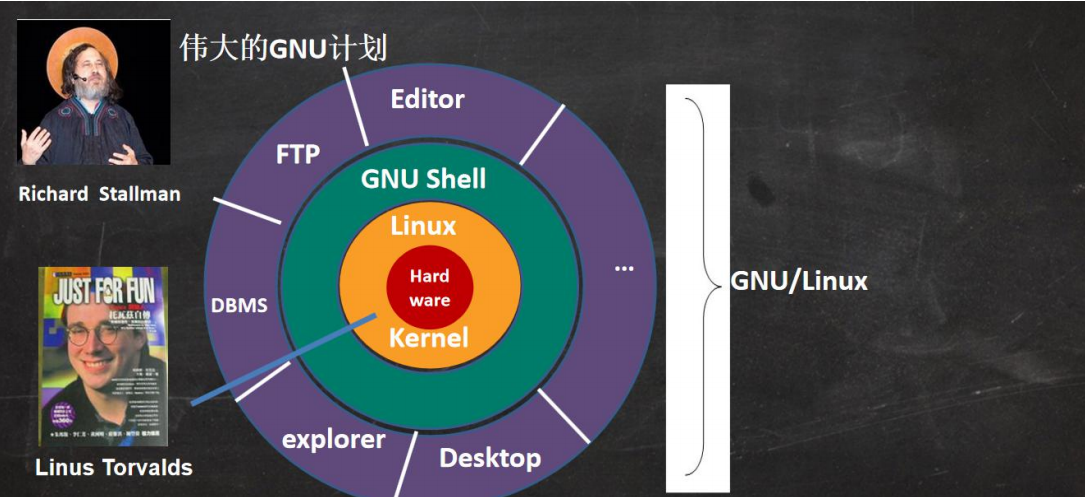 伟大的GNU计划
Richard Stallman
JUST FOR FUN
Linus Torvalds
Editor
FTP
GNU Shell
Linux
Hard
ware
Kernel
DBMS
explorer
Desktop
...
GNU/Linux